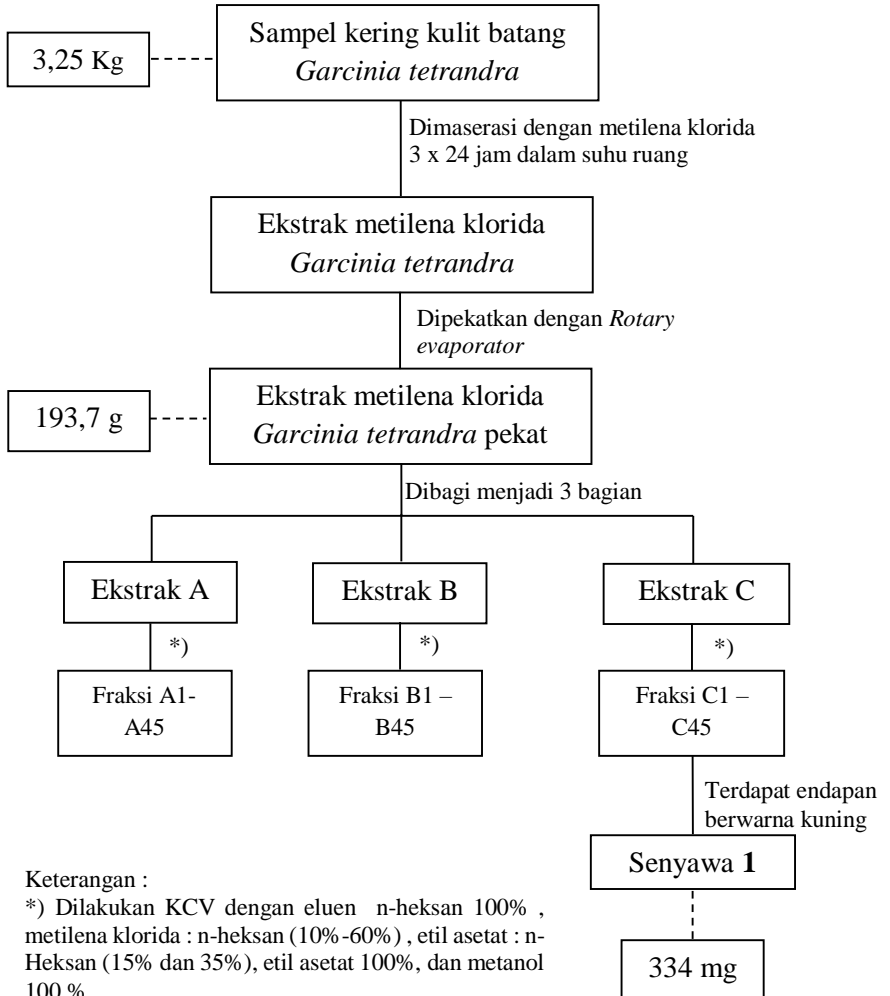 Sampel kering kulit batang
Garcinia tetrandra
3,25 Kg
Dimaserasi dengan metilena klorida
3 x 24 jam dalam suhu ruang
Ekstrak metilena klorida
Garcinia tetrandra
Dipekatkan dengan Rotary
evaporator
Ekstrak metilena klorida
Garcinia tetrandra pekat
193,7 g
Dibagi menjadi 3 bagian
Ekstrak A
Ekstrak B
Ekstrak C
*)
*)
*)
Fraksi A1-
A45
Fraksi B1 –
B45
Fraksi C1 –
C45
Terdapat endapan
berwarna kuning
Senyawa 1
334 mg
Keterangan :
*) Dilakukan KCV dengan eluen n-heksan 100% ,
metilena klorida : n-heksan (10%-60%) , etil asetat : n-
Heksan (15% dan 35%), etil asetat 100%, dan metanol
100 %